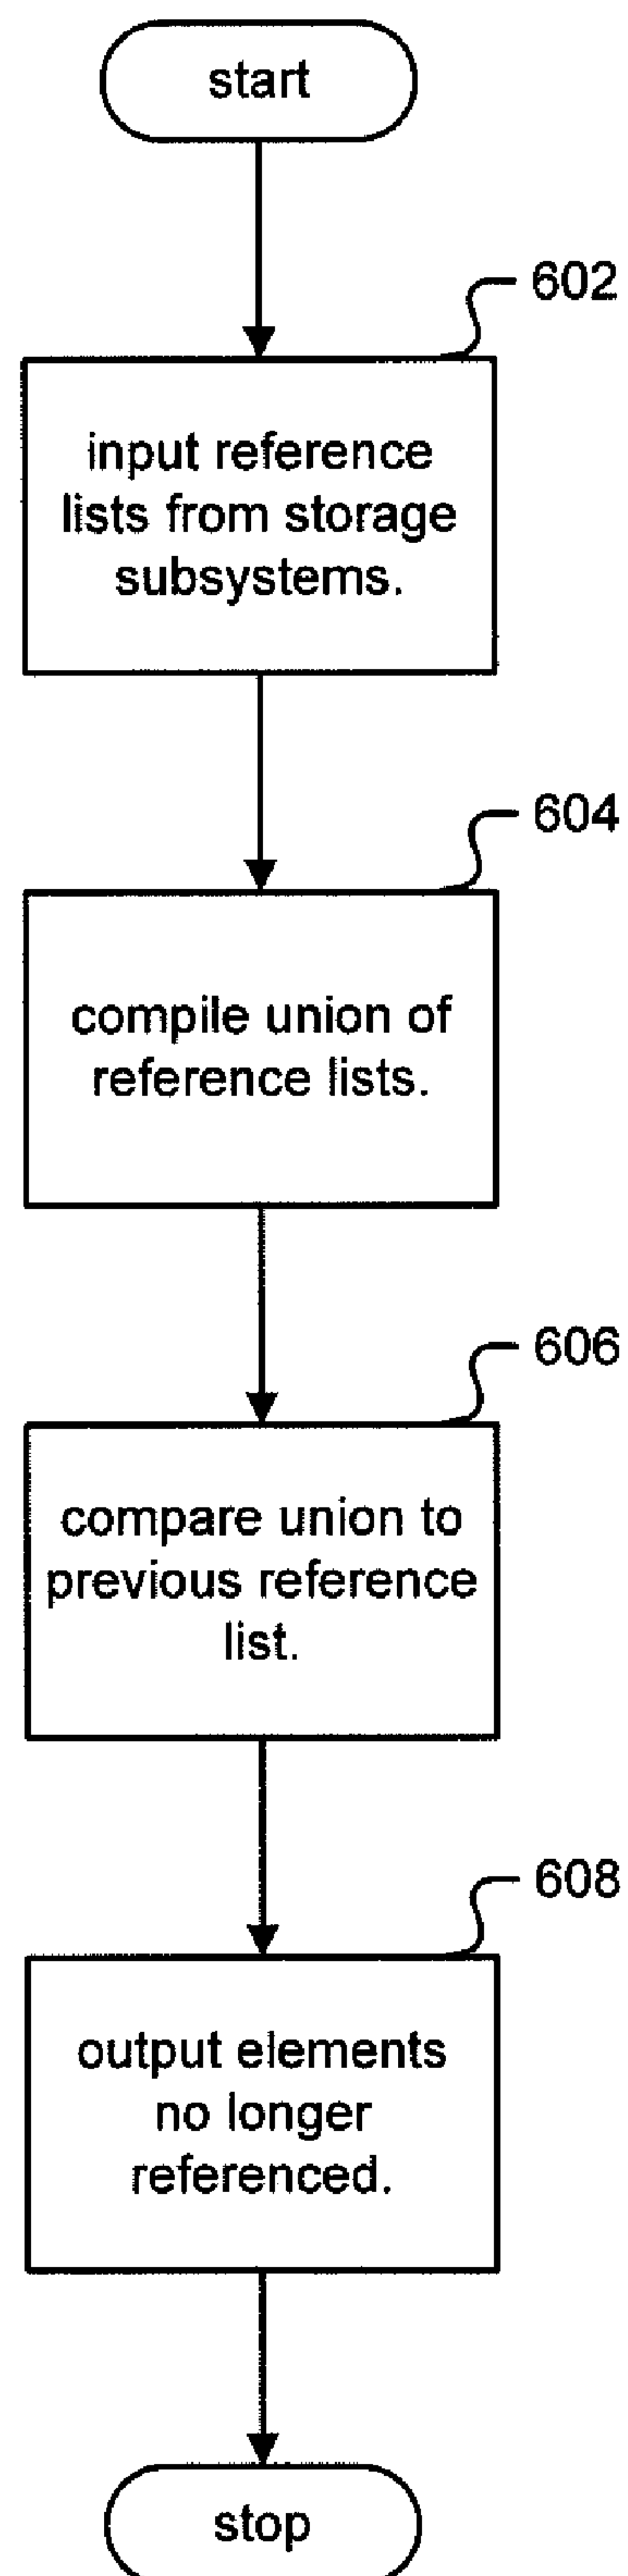 start
602
input reference
lists from storage
subsystems.
604
compile union of
reference lists.
606
compare union to
previous reference
list.
608
output elements
no longer
referenced.
stop